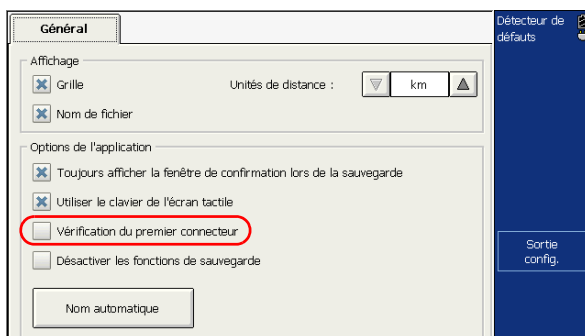 Général
Détecteur de
défauts
Affichage
Grille
Unités de distance :
km
Nom de fichier
Options de l'application
Toujours afficher la fenêtre de confirmation lors de la sauvegarde
Utiliser le clavier de l'écran tactile
Vérification du premier connecteur
Désactiver les fonctions de sauvegarde
Nom automatique
Sortie
config.